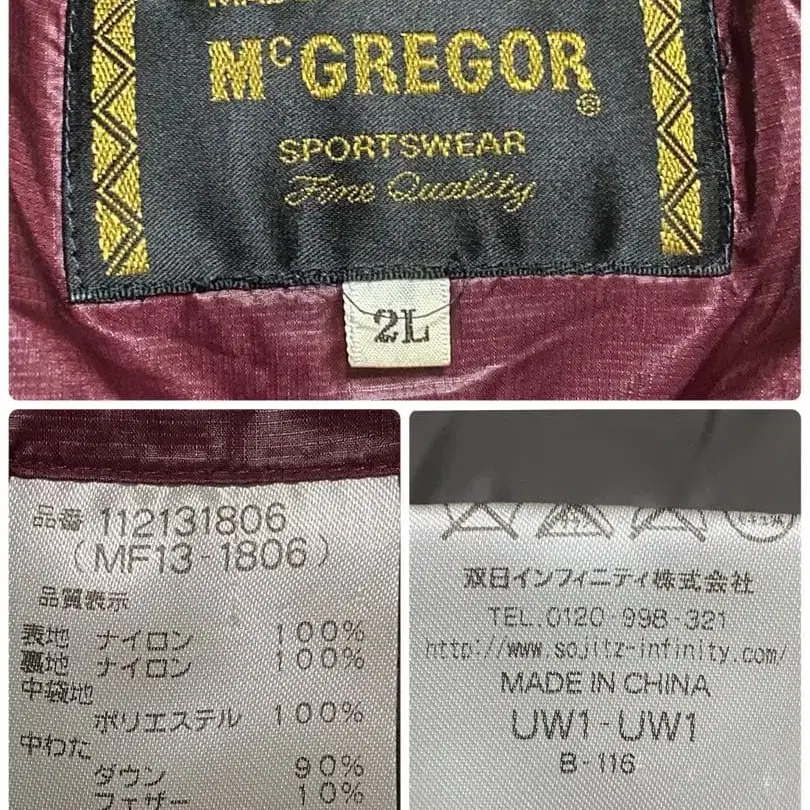 McGREGOR®
SPORTSWEAR
Fine Quality
2L
品番 112131806
(MF13-1806)
品質表示
表地 ナイロン 100%
裏地 ナイロン 100%
中袋地
ポリエステル 100%
中わた
ダウン 90%
フェザー 10%
双日インフィニティ株式会社
TEL.0120-998-321
http://www.sojitz-infinity.com/
MADE IN CHINA
UW1-UW1
B-116